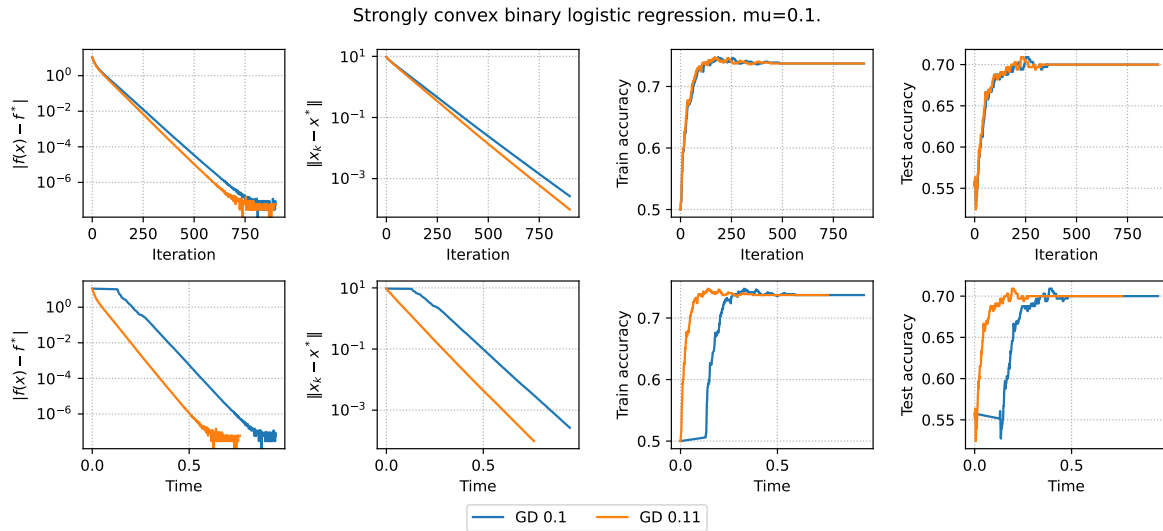 Strongly convex binary logistic regression. mu=0.1.
10^0
10^-2
10^-4
10^-6
|f(x) − f*|
0 250 500 750
Iteration
10^1
10^-1
10^-3
‖x_k − x*‖
0 250 500 750
Iteration
0.7
0.6
0.5
Train accuracy
0 250 500 750
Iteration
0.70
0.65
0.60
0.55
Test accuracy
0 250 500 750
Iteration
10^0
10^-2
10^-4
10^-6
|f(x) − f*|
0.0 0.5
Time
10^1
10^-1
10^-3
‖x_k − x*‖
0.0 0.5
Time
0.7
0.6
0.5
Train accuracy
0.0 0.5
Time
0.70
0.65
0.60
0.55
Test accuracy
0.0 0.5
Time
GD 0.1 GD 0.11